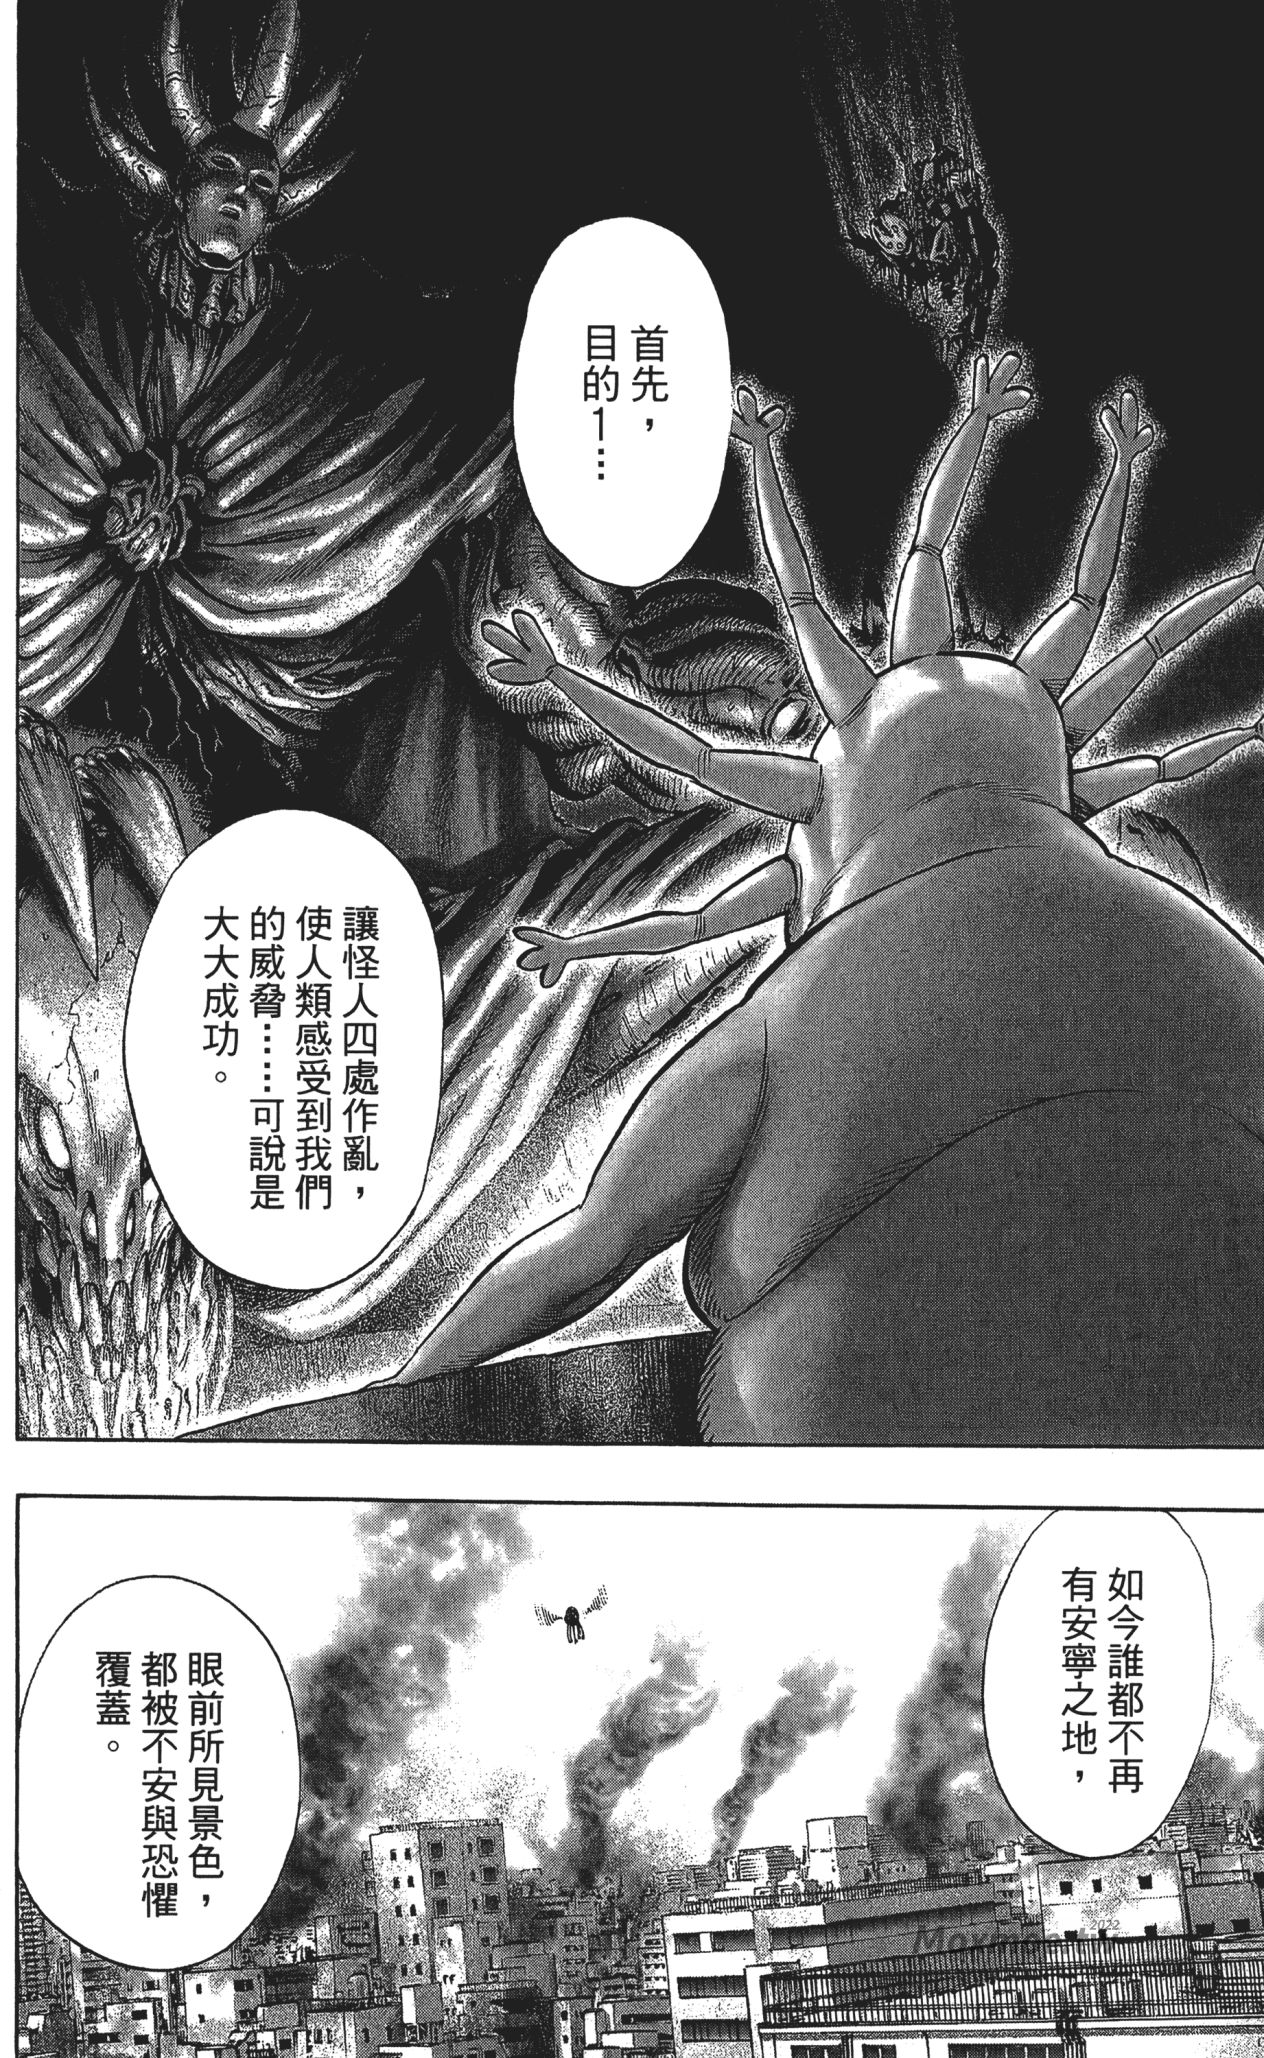 首先，
目的1⋯
讓怪人四處作亂，
使人類感受到我們
的威脅⋯⋯可說是
大大成功。
如今誰都不再
有安寧之地，
眼前所見景色，
都被不安與恐懼
覆蓋。
2022